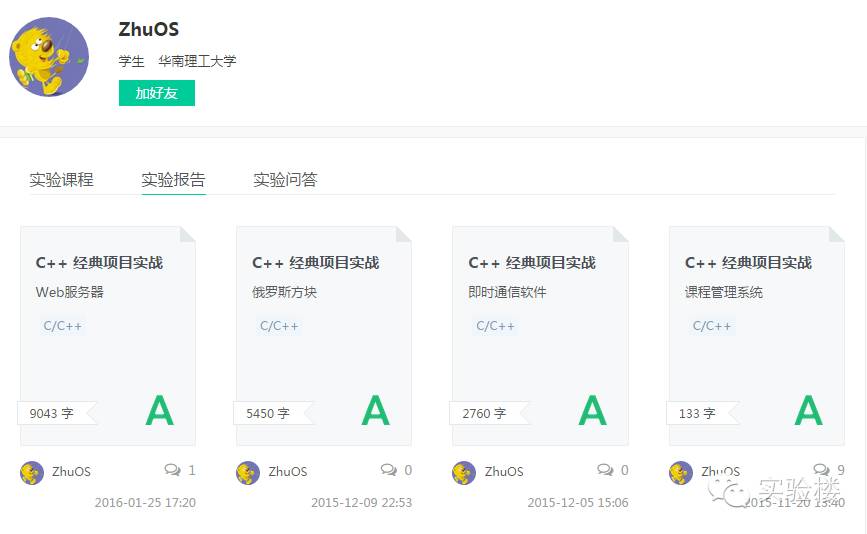 ZhuOS
学生 华南理工大学
加好友
实验课程 实验报告 实验问答
C++ 经典项目实战
Web服务器
C/C++
9043 字
A
ZhuOS
1
2016-01-25 17:20
C++ 经典项目实战
俄罗斯方块
C/C++
5450 字
A
ZhuOS
0
2015-12-09 22:53
C++ 经典项目实战
即时通信软件
C/C++
2760 字
A
ZhuOS
0
2015-12-05 15:06
C++ 经典项目实战
课程管理系统
C/C++
133 字
A
ZhuOS
9
2015-11-20 13:40
实验楼